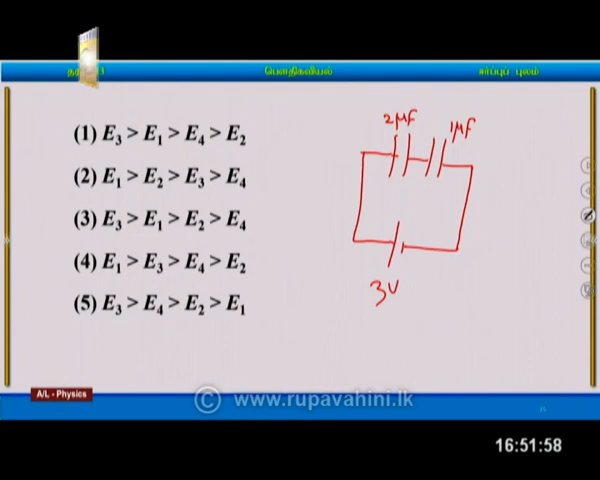 பௌதிகவியல்
சார்ப்புப் புலம்
(1) E₃ > E₁ > E₄ > E₂
(2) E₁ > E₂ > E₃ > E₄
(3) E₃ > E₁ > E₂ > E₄
(4) E₁ > E₃ > E₄ > E₂
(5) E₃ > E₄ > E₂ > E₁
2μF
1μF
3V
A/L - Physics
© www.rupavahini.lk
16:51:58